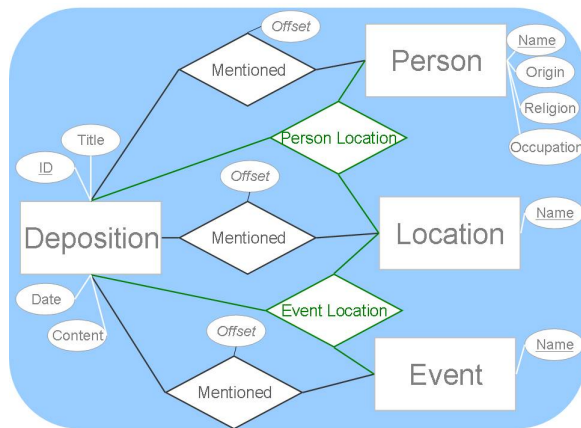 Offset
Name
Mentioned
Person
Origin
Religion
Title
Person Location
Occupation
ID
Offset
Name
Deposition
Mentioned
Location
Date
Event Location
Content
Offset
Name
Mentioned
Event